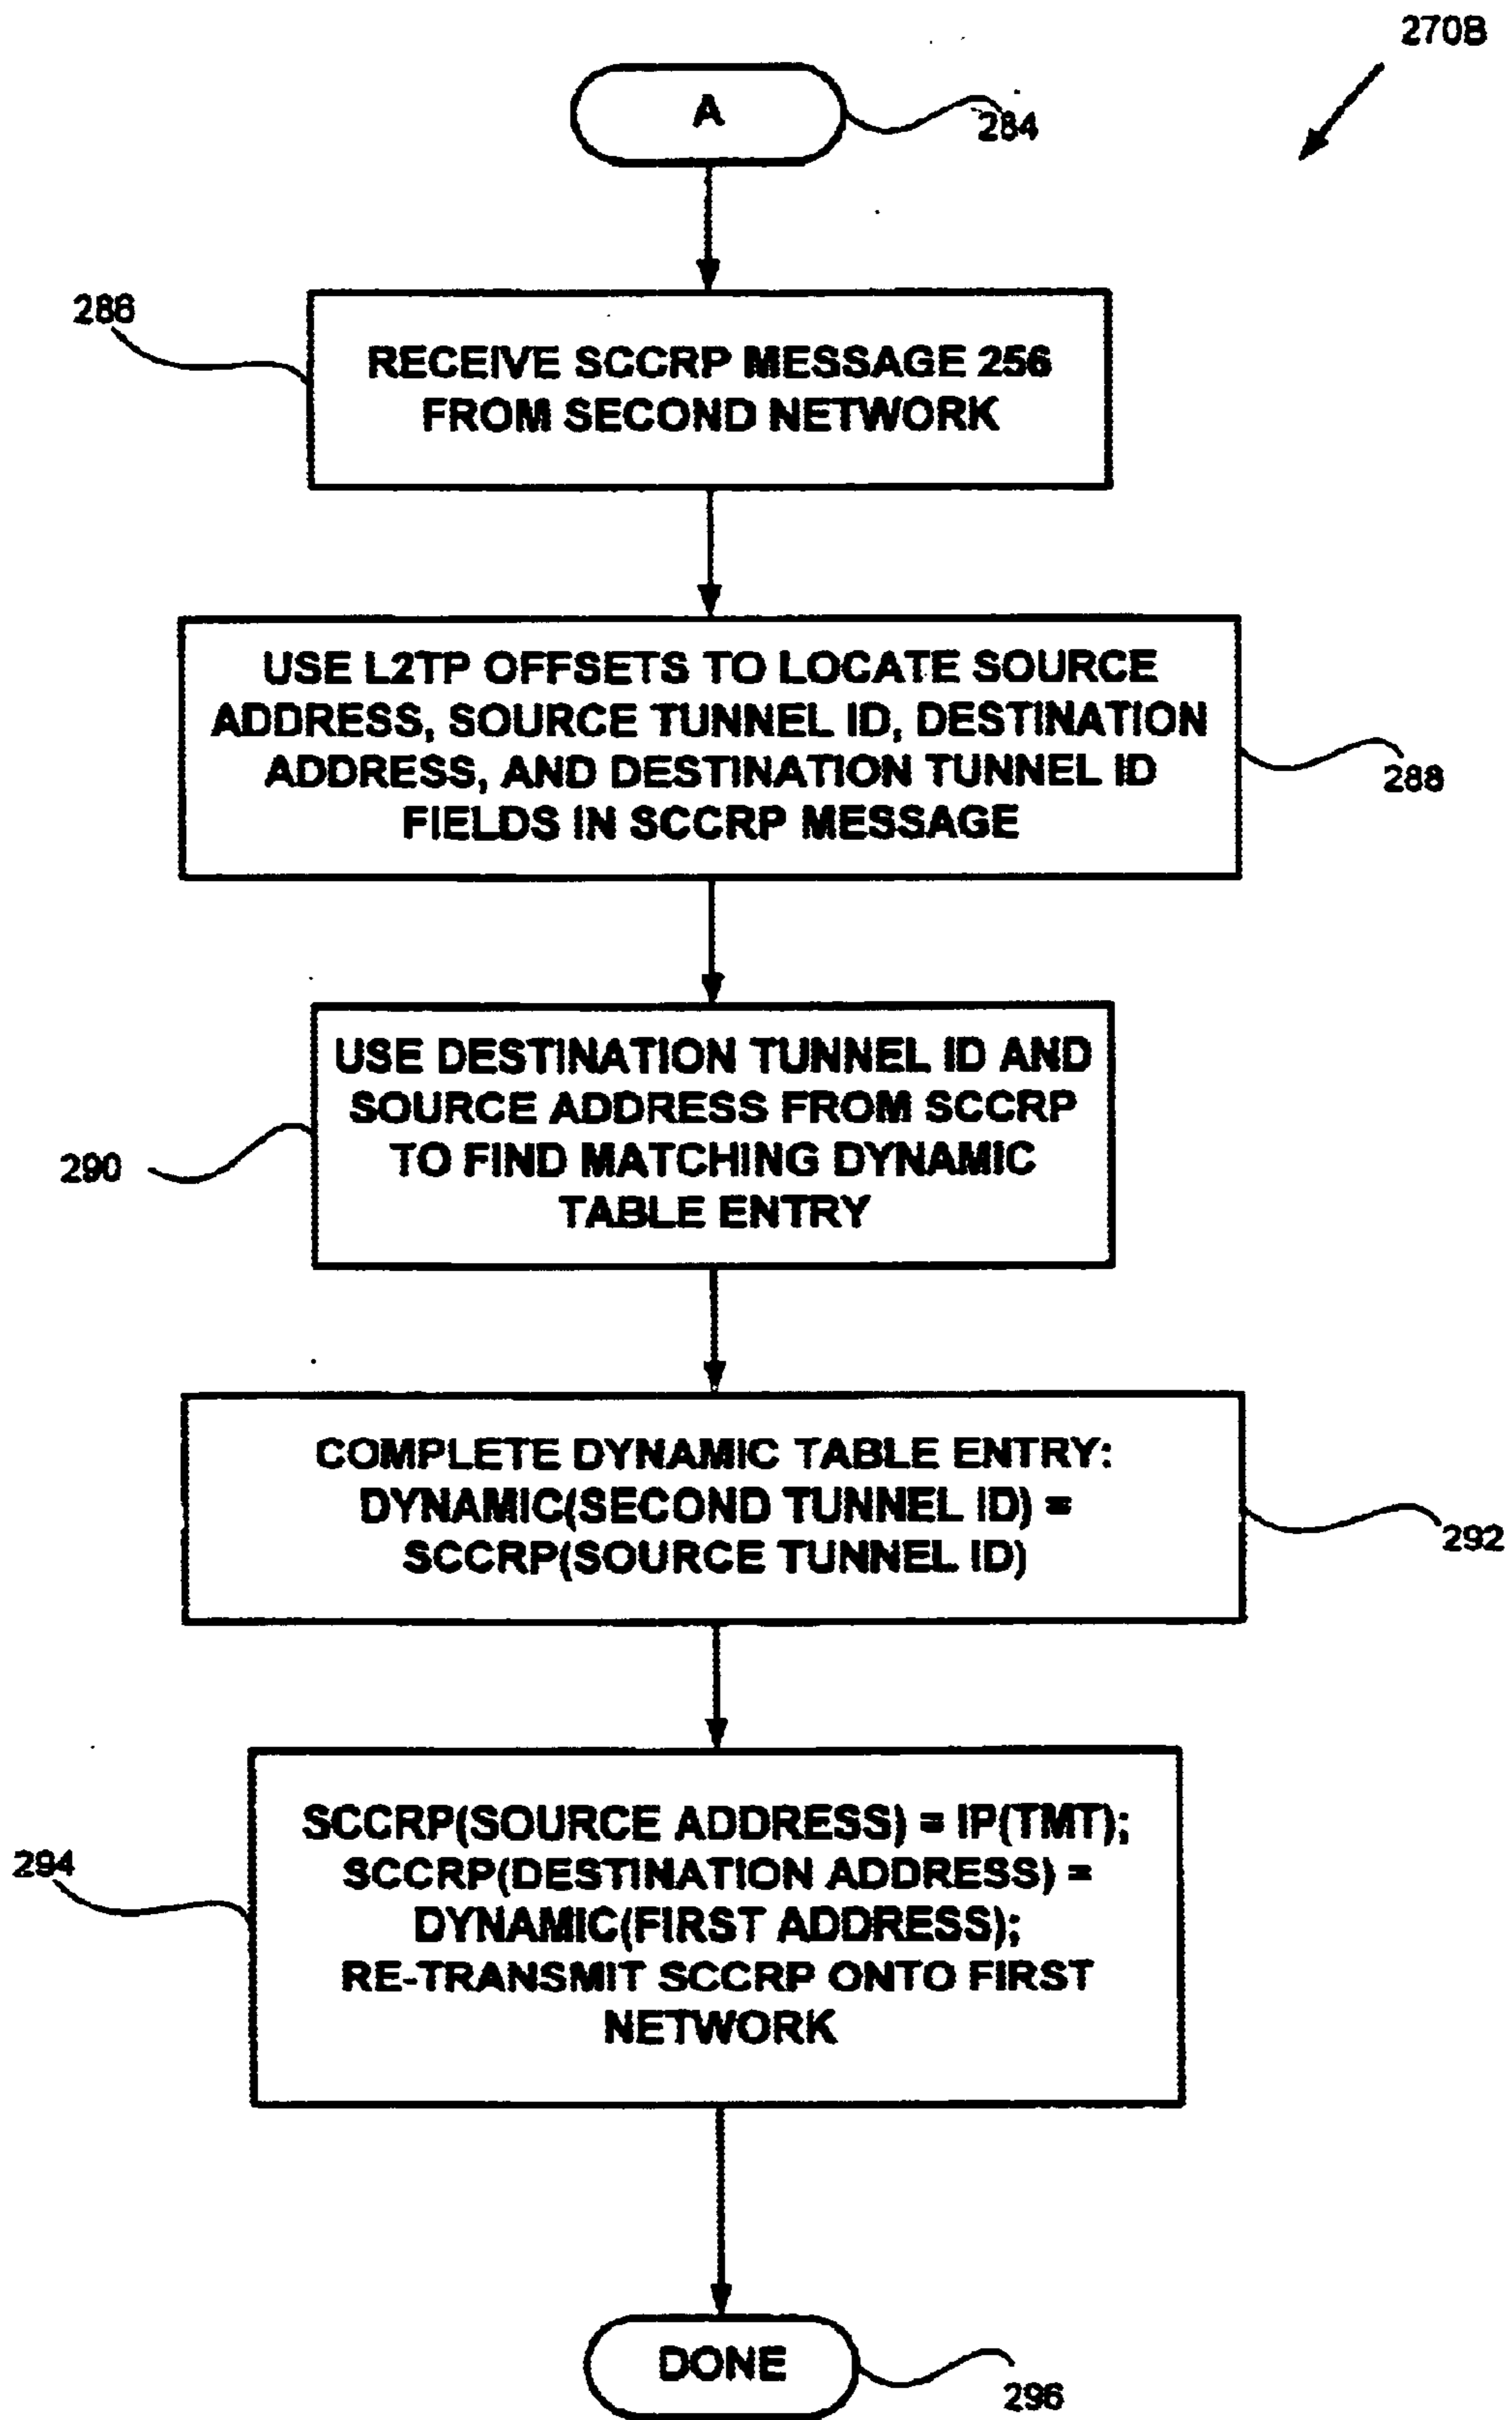 270B
A
284
286
RECEIVE SCCRP MESSAGE 256
FROM SECOND NETWORK
USE L2TP OFFSETS TO LOCATE SOURCE
ADDRESS, SOURCE TUNNEL ID, DESTINATION
ADDRESS, AND DESTINATION TUNNEL ID
FIELDS IN SCCRP MESSAGE
288
USE DESTINATION TUNNEL ID AND
SOURCE ADDRESS FROM SCCRP
TO FIND MATCHING DYNAMIC
TABLE ENTRY
290
COMPLETE DYNAMIC TABLE ENTRY:
DYNAMIC(SECOND TUNNEL ID) =
SCCRP(SOURCE TUNNEL ID)
292
SCCRP(SOURCE ADDRESS) = IP(TMT);
SCCRP(DESTINATION ADDRESS) =
DYNAMIC(FIRST ADDRESS);
RE-TRANSMIT SCCRP ONTO FIRST
NETWORK
294
DONE
296